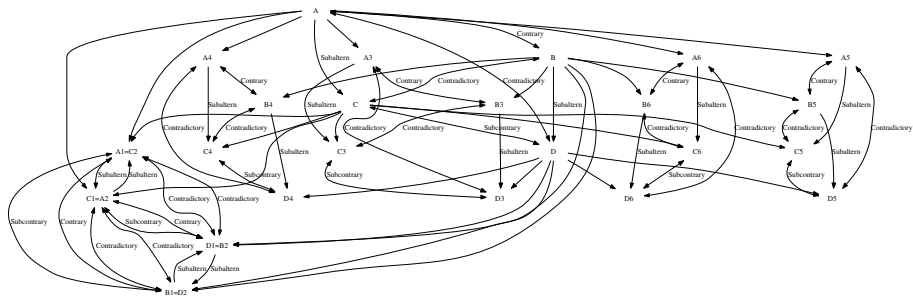 A
Contrary
A4
Subaltern
A3
B
A6
A5
Contrary
Contrary
Contradictory
Contradictory
Contrary
Contrary
Subaltern
B4
Subaltern
C
B3
Subaltern
B6
Subaltern
B5
Subaltern
Contradictory
Contradictory
Contradictory
Subcontrary
Contradictory
Contradictory
Contradictory
Contradictory
A1=C2
C4
Subaltern
C3
Subaltern
D
Subaltern
C6
C5
Subaltern
Subaltern
Subaltern
Subcontrary
Subcontrary
Subcontrary
Subcontrary
C1=A2
Contradictory
D4
D3
D6
D5
Subcontrary
Contrary
Subcontrary
Contrary
Contradictory
Contradictory
D1=B2
Subaltern
Subaltern
B1=D2